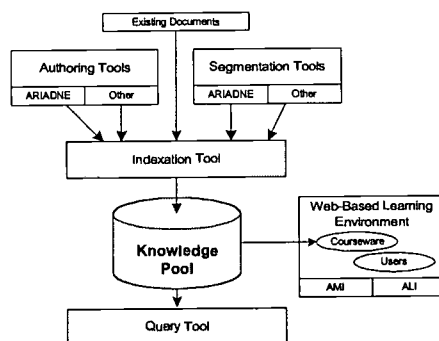 Existing Documents
Authoring Tools
ARIADNE
Other
Segmentation Tools
ARIADNE
Other
Indexation Tool
Knowledge
Pool
Web-Based Learning
Environment
Courseware
Users
AMI
ALI
Query Tool